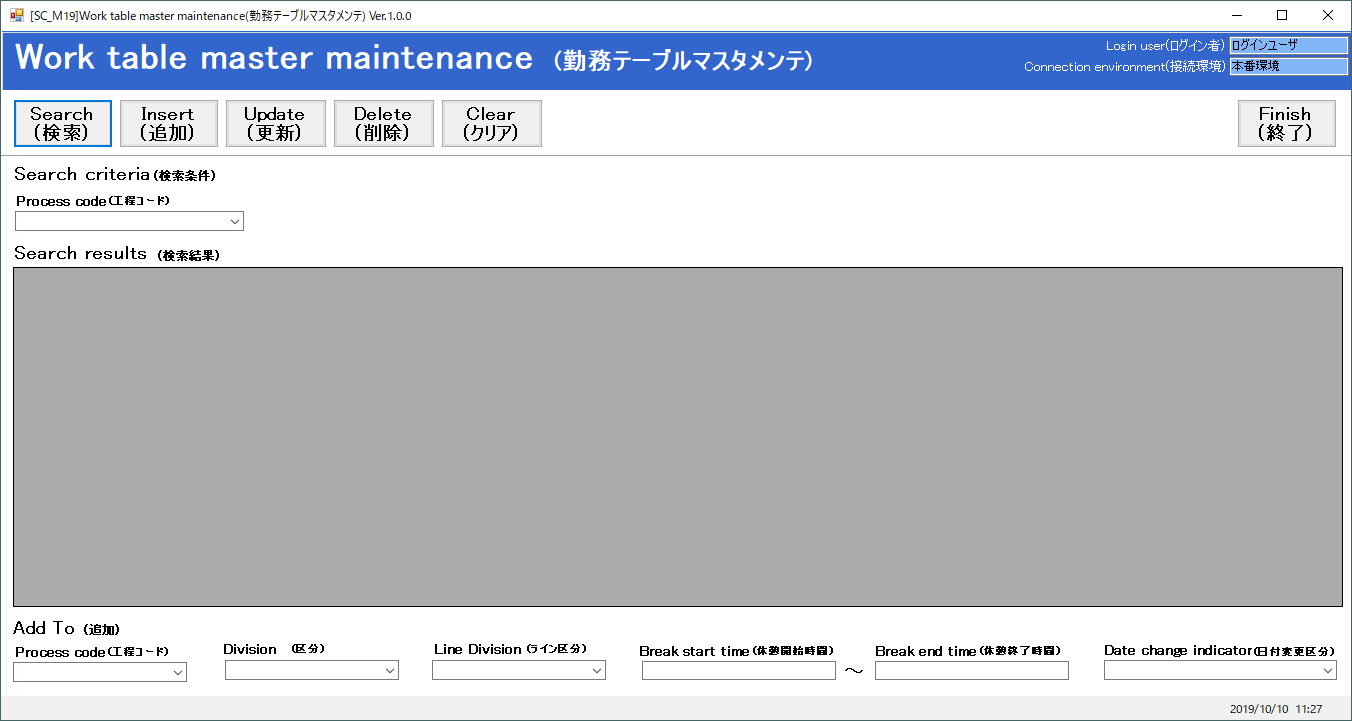 [SC_M19]Work table master maintenance(勤務テーブルマスタメンテ) Ver.1.0.0
Work table master maintenance （勤務テーブルマスタメンテ）
Login user(ログイン者) ログインユーザ
Connection environment(接続環境) 本番環境
Search
（検索）
Insert
（追加）
Update
（更新）
Delete
（削除）
Clear
（クリア）
Finish
（終了）
Search criteria（検索条件）
Process code（工程コード）
Search results （検索結果）
Add To （追加）
Process code（工程コード）
Division （区分）
Line Division （ライン区分）
Break start time（休憩開始時間）
～
Break end time（休憩終了時間）
Date change indicator（日付変更区分）
2019/10/10 11:27